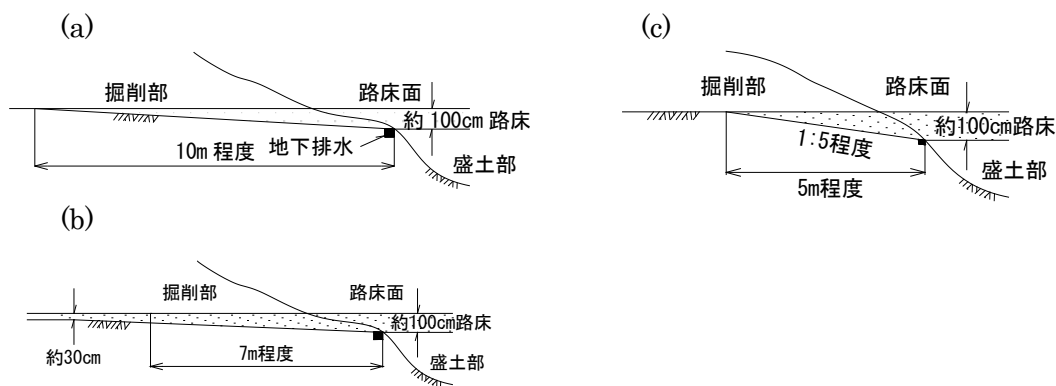 (a)
掘削部
路床面
約100cm 路床
地下排水
10m 程度
盛土部
(b)
掘削部
路床面
約100cm路床
約30cm
7m程度
盛土部
(c)
掘削部
路床面
約100cm路床
1:5程度
盛土部
5m程度